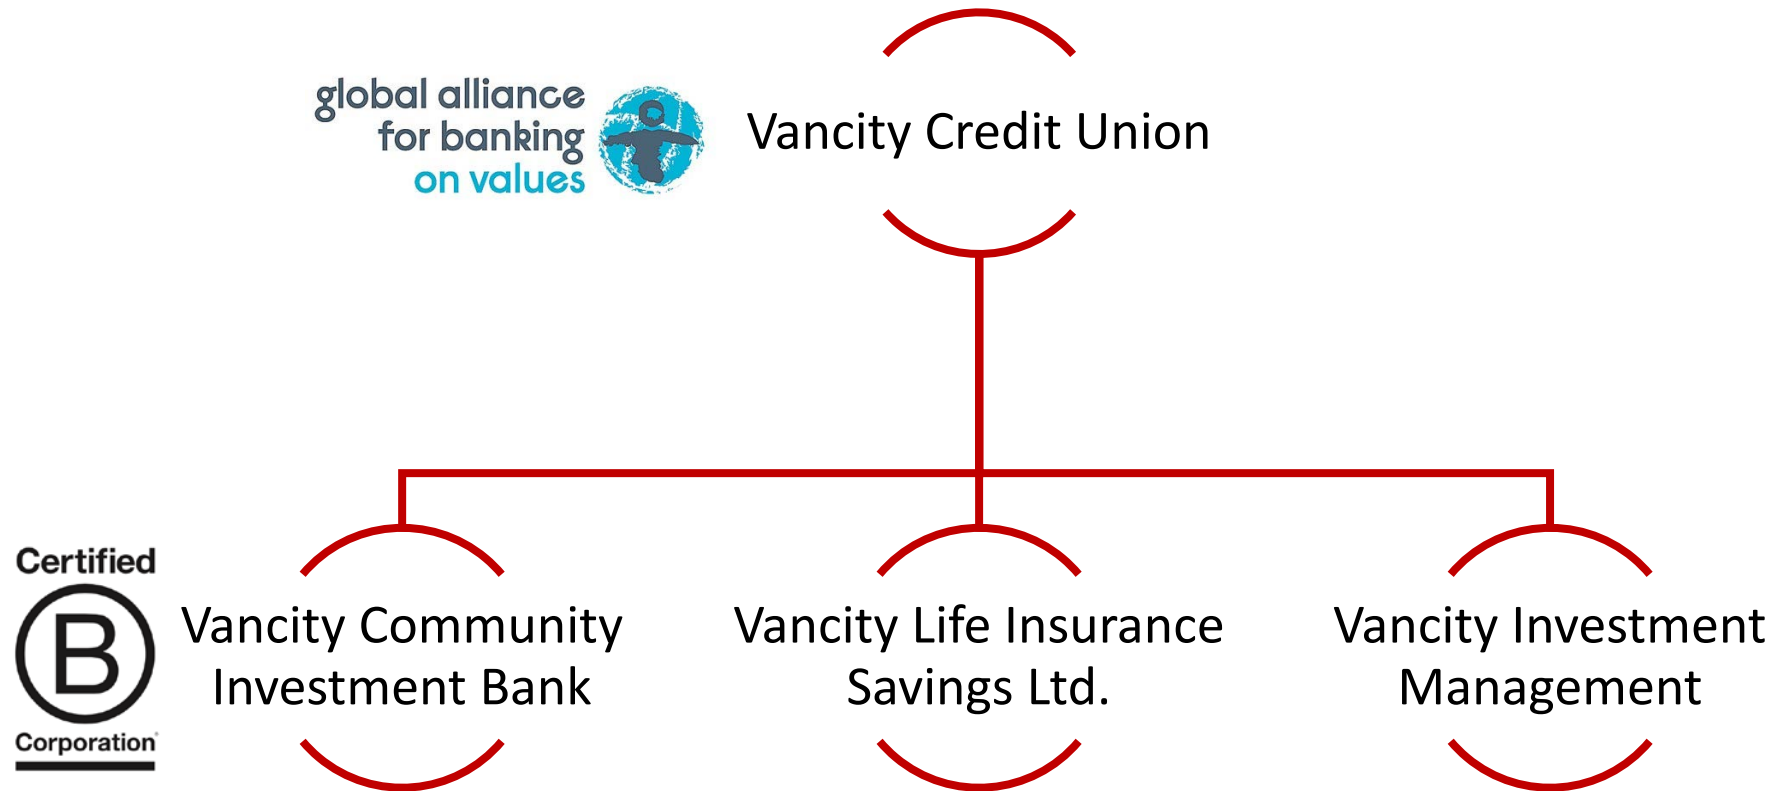 global alliance
for banking
on values
Vancity Credit Union
Certified
B
Corporation
Vancity Community
Investment Bank
Vancity Life Insurance
Savings Ltd.
Vancity Investment
Management